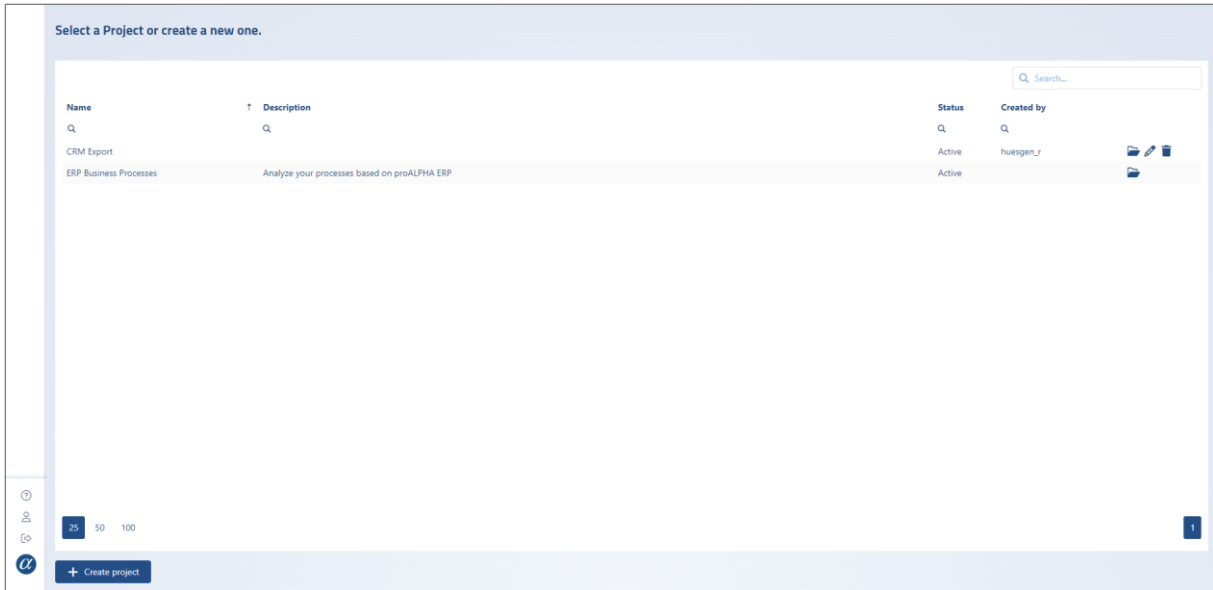 Select a Project or create a new one.
Search...
Name ↑ Description Status Created by
CRM Export Active huesgen_r
ERP Business Processes Analyze your processes based on proALPHA ERP Active
25 50 100 1
+ Create project
α